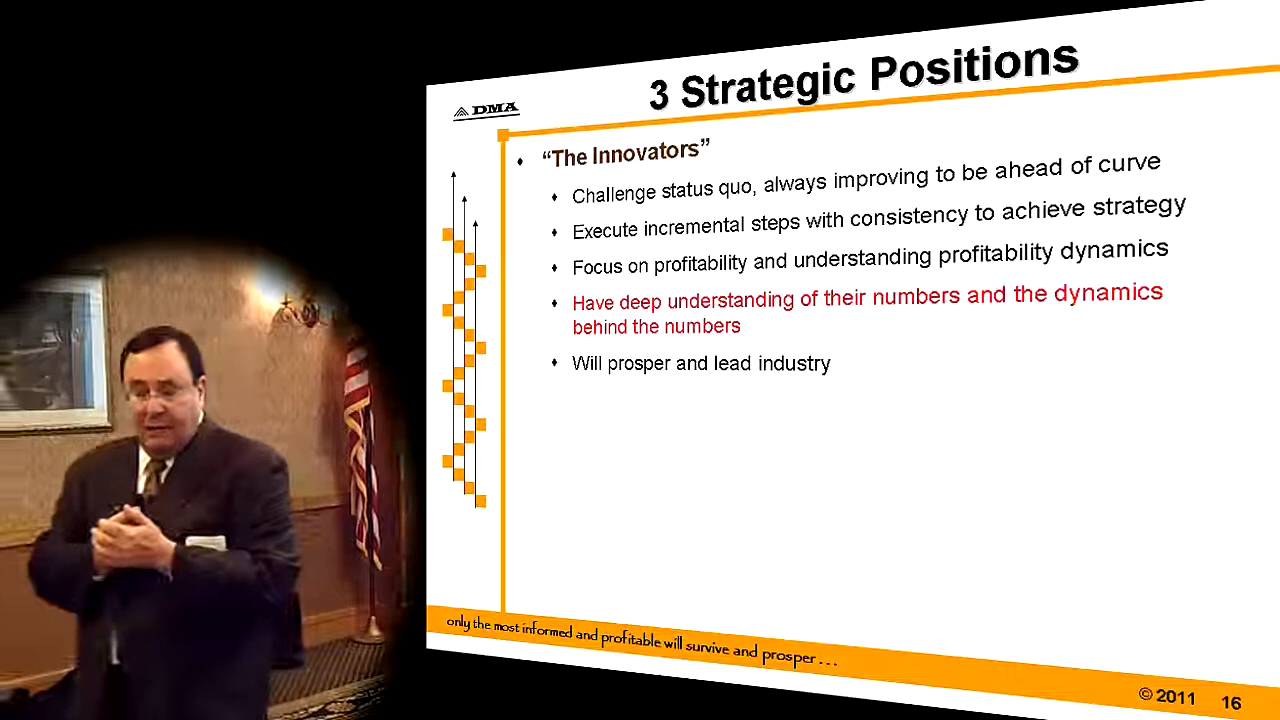 3 Strategic Positions
DMA
“The Innovators”
Challenge status quo, always improving to be ahead of curve
Execute incremental steps with consistency to achieve strategy
Focus on profitability and understanding profitability dynamics
Have deep understanding of their numbers and the dynamics
behind the numbers
Will prosper and lead industry
only the most informed and profitable will survive and prosper . . .
© 2011 16